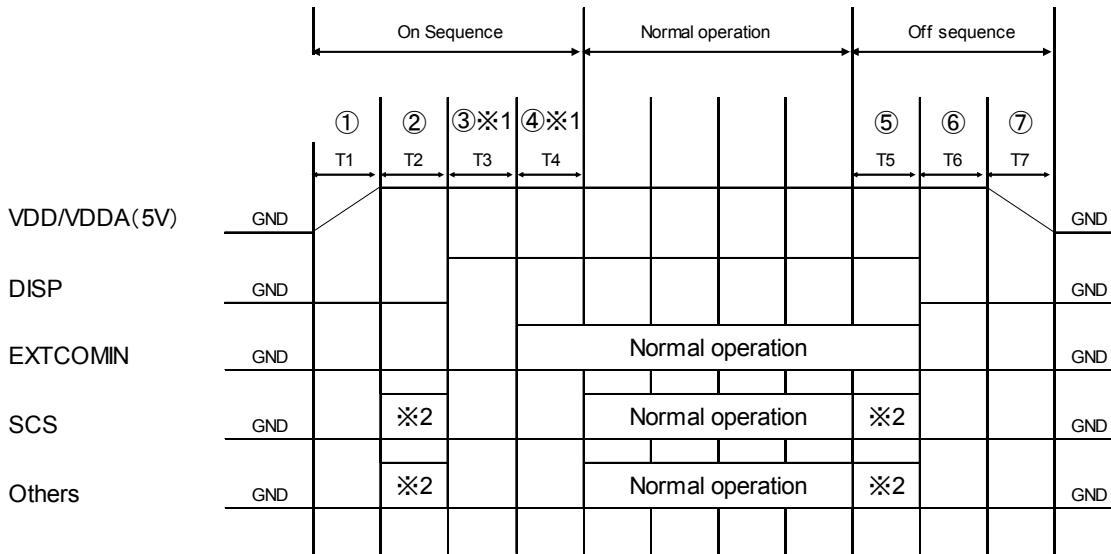 On Sequence Normal operation Off sequence
① ② ③※1 ④※1 ⑤ ⑥ ⑦
T1 T2 T3 T4 T5 T6 T7
VDD/VDDA(5V) GND GND
DISP GND GND
EXTCOMIN GND Normal operation GND
SCS GND ※2 Normal operation ※2 GND
Others GND ※2 Normal operation ※2 GND